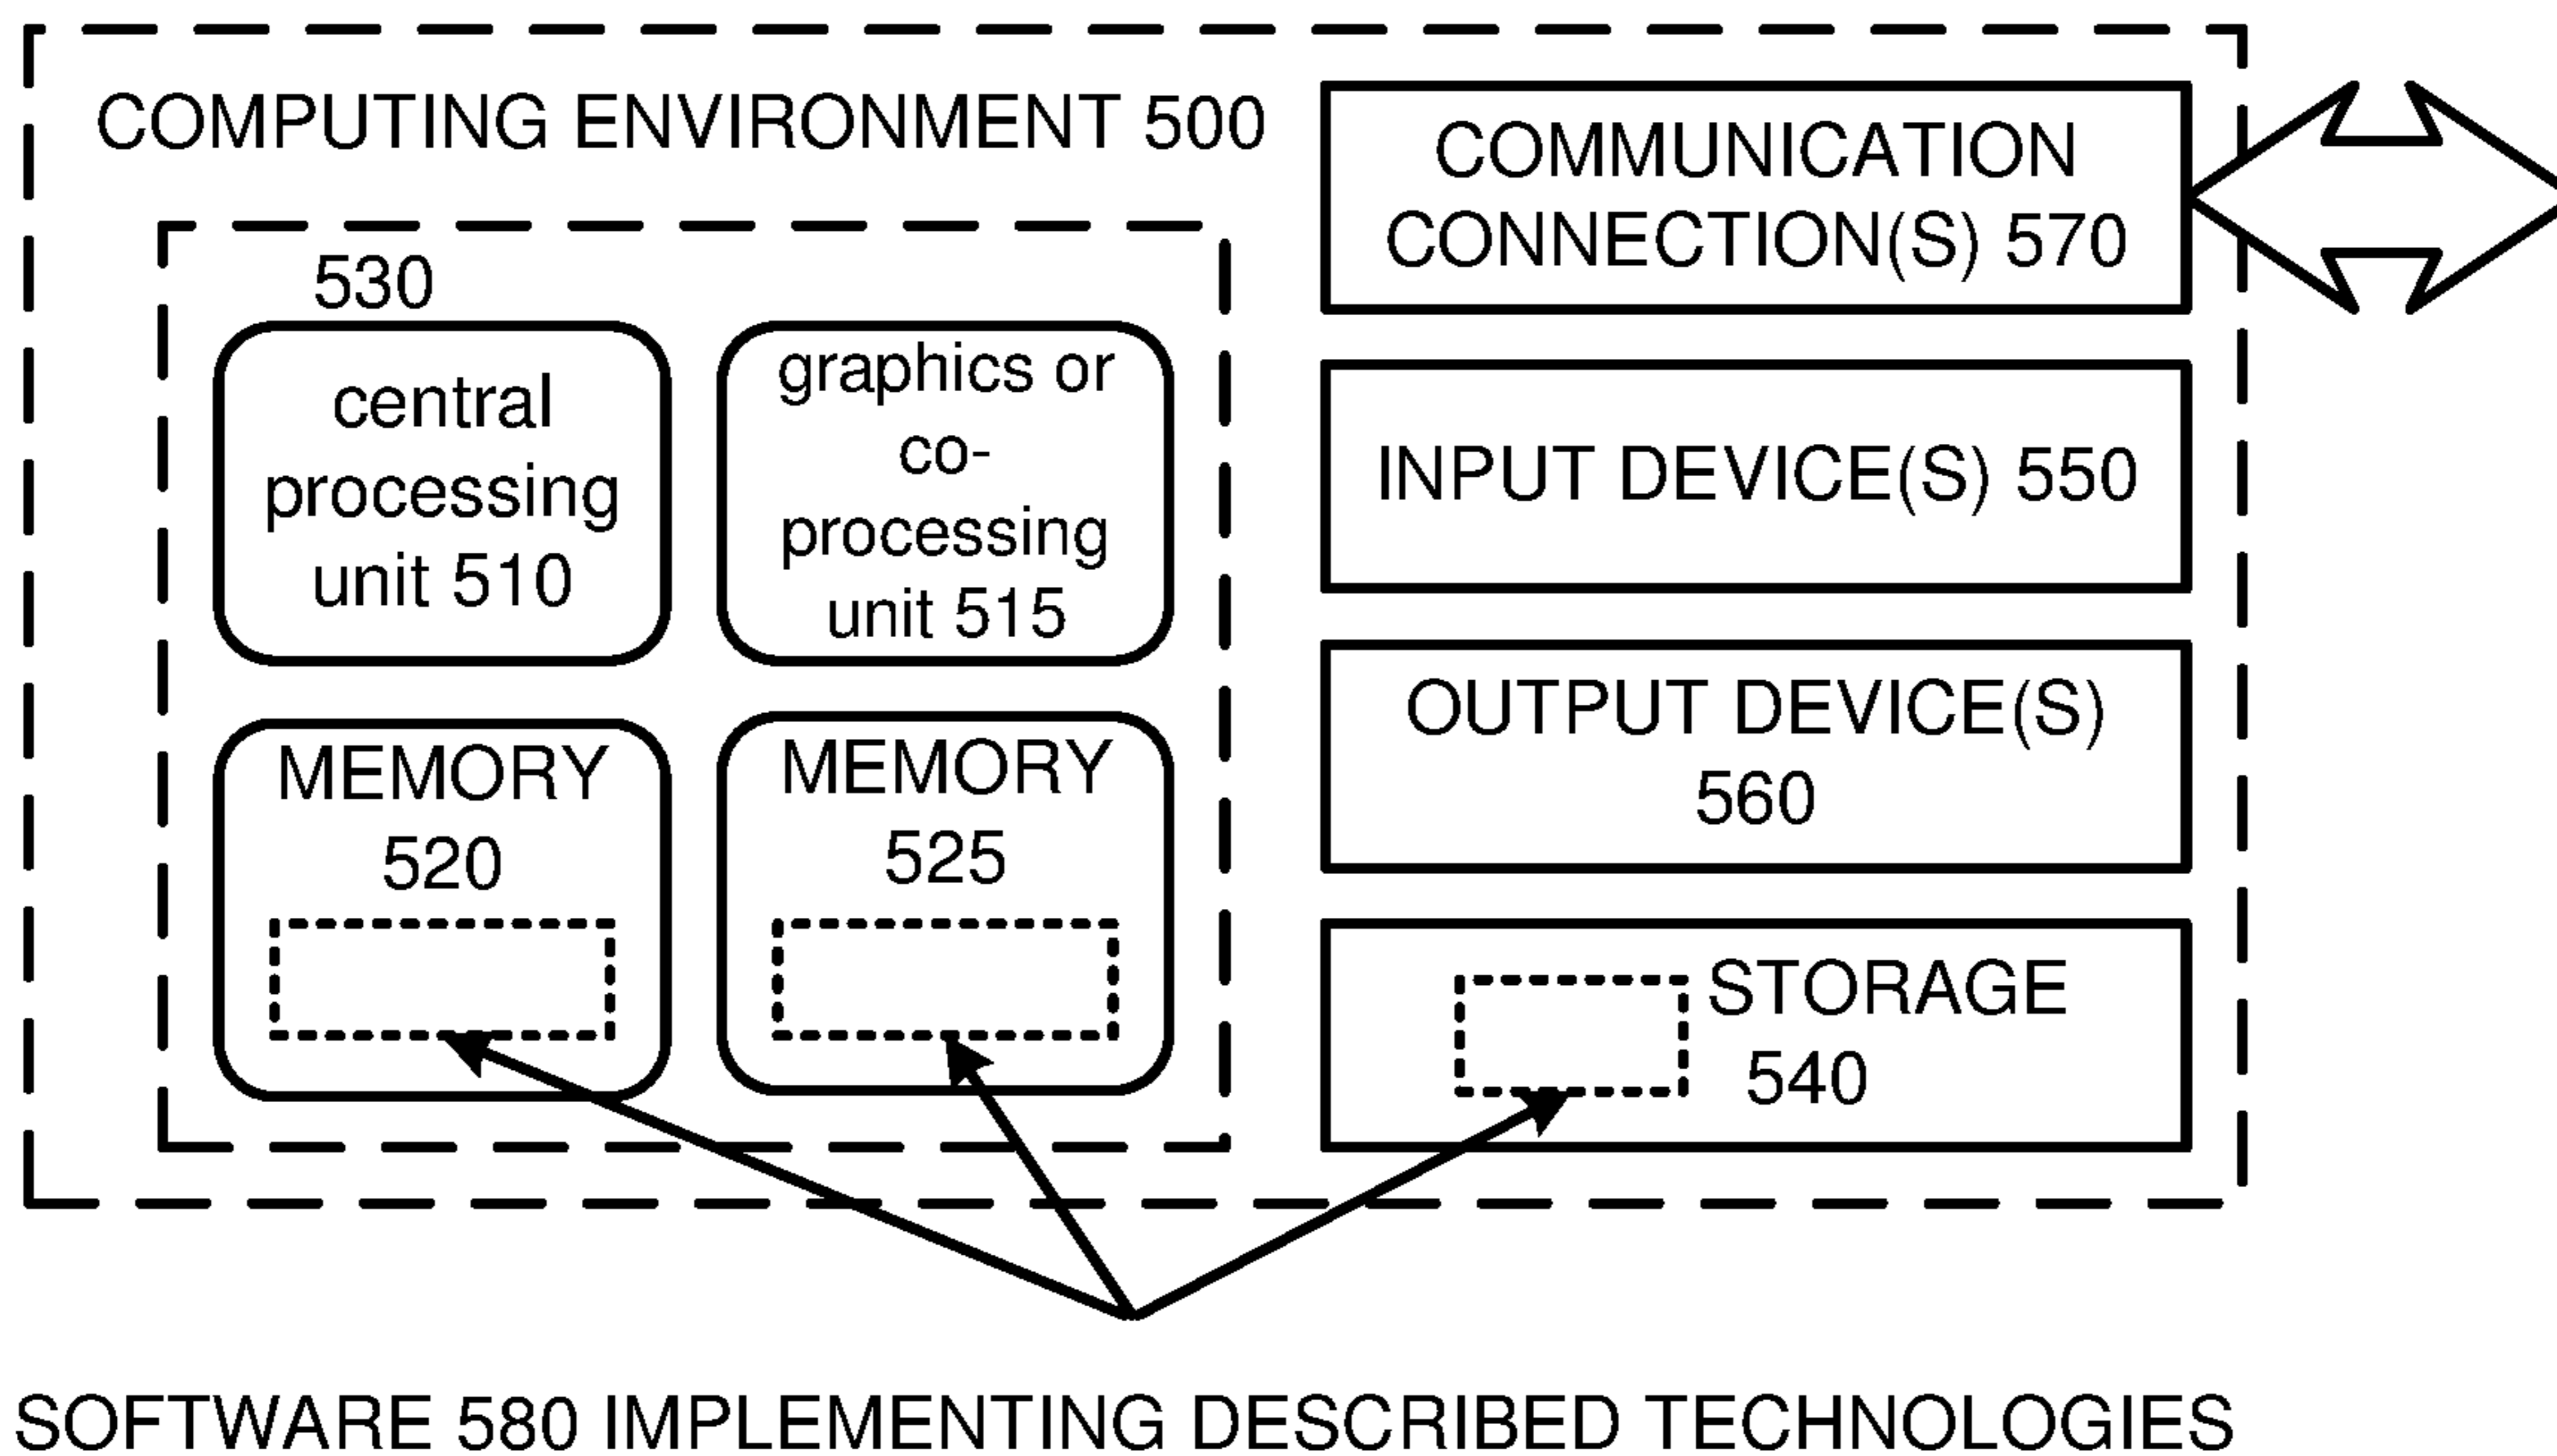 COMPUTING ENVIRONMENT 500
530
central
processing
unit 510
graphics or
co-
processing
unit 515
MEMORY
520
MEMORY
525
COMMUNICATION
CONNECTION(S) 570
INPUT DEVICE(S) 550
OUTPUT DEVICE(S)
560
STORAGE
540
SOFTWARE 580 IMPLEMENTING DESCRIBED TECHNOLOGIES